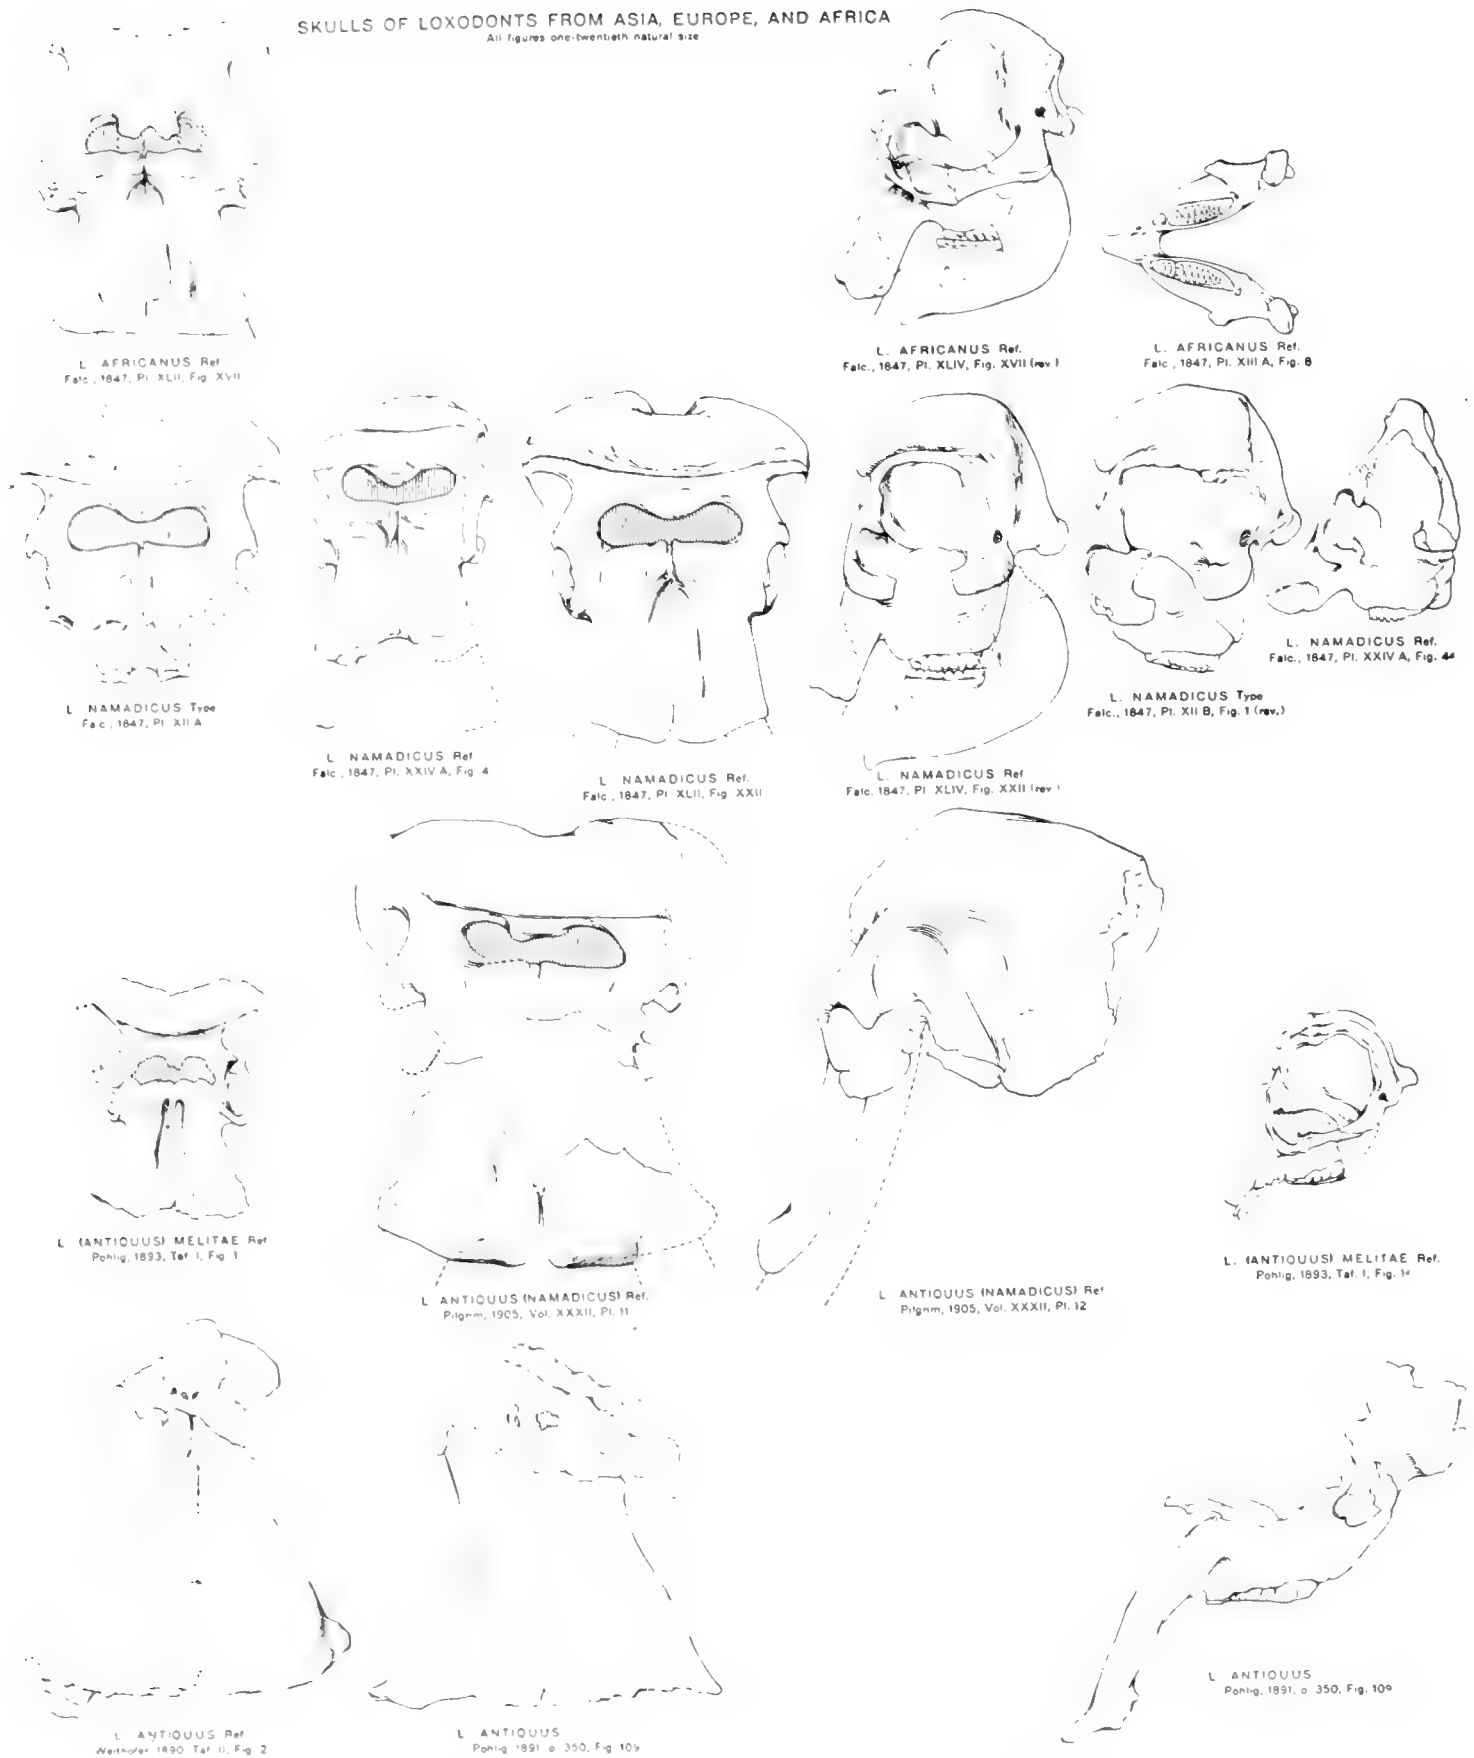 SKULLS OF LOXODONTS FROM ASIA, EUROPE, AND AFRICA
All figures one-twentieth natural size
L. AFRICANUS Ref.
Falc., 1847, Pl. XLII, Fig. XVII
L. AFRICANUS Ref.
Falc., 1847, Pl. XLIV, Fig. XVII (rev.)
L. AFRICANUS Ref.
Falc., 1847, Pl. XIII A, Fig. 8
L. NAMADICUS Type
Falc., 1847, Pl. XII A
L. NAMADICUS Ref.
Falc., 1847, Pl. XXIV A, Fig. 4
L. NAMADICUS Ref.
Falc., 1847, Pl. XLII, Fig. XXII
L. NAMADICUS Ref.
Falc. 1847, Pl. XLIV, Fig. XXII (rev.)
L. NAMADICUS Type
Falc., 1847, Pl. XII B, Fig. 1 (rev.)
L. NAMADICUS Ref.
Falc., 1847, Pl. XXIV A, Fig. 4a
L. (ANTIQUUS) MELITAE Ref.
Pohlig, 1893, Taf. I, Fig. 1
L. ANTIQUUS (NAMADICUS) Ref.
Pilgrim, 1905, Vol. XXXII, Pl. 11
L. ANTIQUUS (NAMADICUS) Ref.
Pilgrim, 1905, Vol. XXXII, Pl. 12
L. (ANTIQUUS) MELITAE Ref.
Pohlig, 1893, Taf. I, Fig. 1a
L. ANTIQUUS Ref.
Weithofer 1890 Taf. II, Fig. 2
L. ANTIQUUS
Pohlig 1891 p. 350, Fig. 109
L. ANTIQUUS
Pohlig, 1891, p. 350, Fig. 109